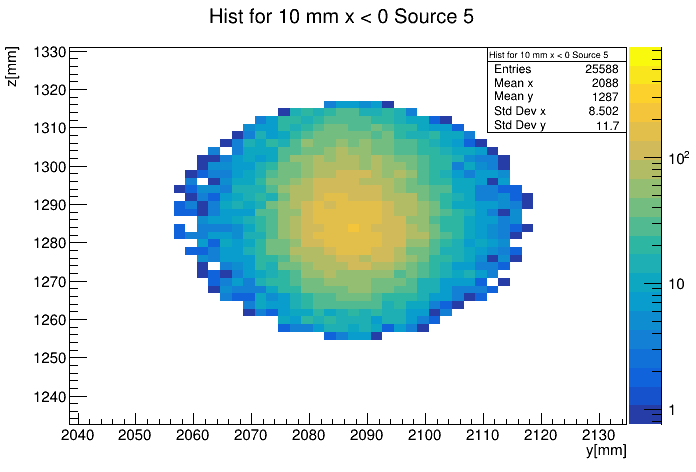 Hist for 10 mm x < 0 Source 5
z[mm]
1330
1320
1310
1300
1290
1280
1270
1260
1250
1240
Hist for 10 mm x < 0 Source 5
Entries 25588
Mean x 2088
Mean y 1287
Std Dev x 8.502
Std Dev y 11.7
10²
10
1
2040 2050 2060 2070 2080 2090 2100 2110 2120 2130
y[mm]